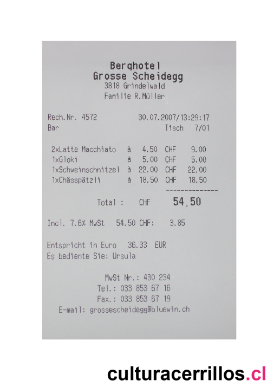 Berghotel
Grosse Scheidegg
3818 Grindelwald
Familie R.Müller
Rech.Nr. 4572 30.07.2007/13:29:17
Bar Tisch 7/01
2xLatte Macchiato à 4.50 CHF 9.00
1xGloki à 5.00 CHF 5.00
1xSchweinschnitzel à 22.00 CHF 22.00
1xChässpätzli à 18.50 CHF 18.50
Total: CHF 54.50
Incl. 7.6% MwSt 54.50 CHF: 3.85
Entspricht in Euro 36.33 EUR
Es bediente Sie: Ursula
MwSt Nr.: 430 234
Tel.: 033 853 67 16
Fax.: 033 853 67 19
E-mail: grossescheidegg@bluewin.ch
culturacerrillos.cl